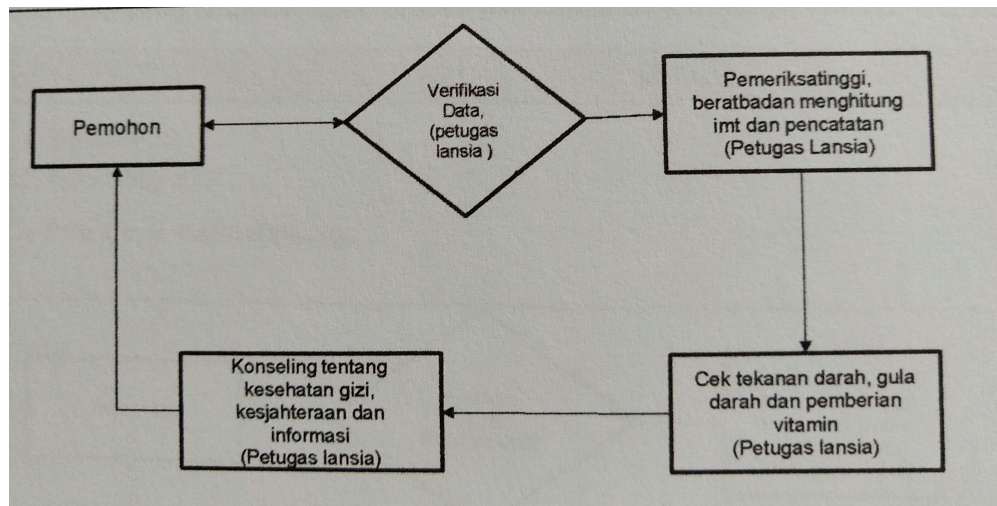 Pemohon
Verifikasi
Data,
(petugas
lansia )
Pemeriksatinggi,
beratbadan menghitung
imt dan pencatatan
(Petugas Lansia)
Cek tekanan darah, gula
darah dan pemberian
vitamin
(Petugas lansia)
Konseling tentang
kesehatan gizi,
kesjahteraan dan
informasi
(Petugas lansia)